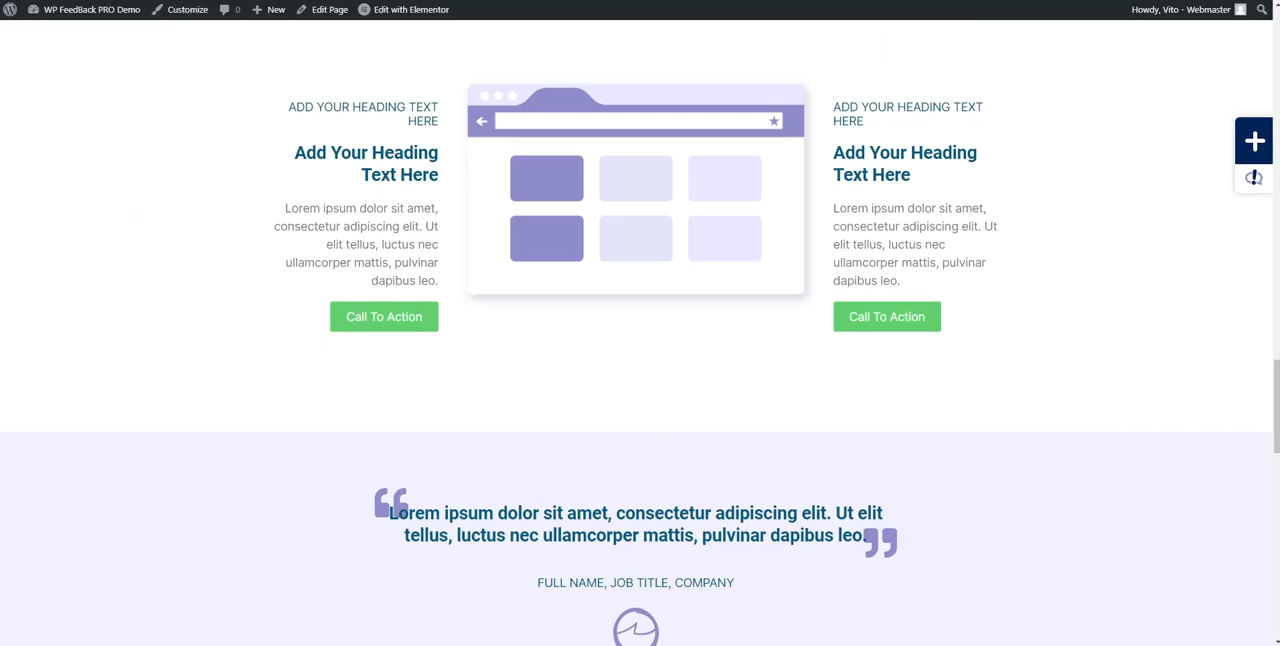 WP FeedBack PRO Demo Customize 0 New Edit Page Edit with Elementor Howdy, Vito - Webmaster
ADD YOUR HEADING TEXT
HERE
Add Your Heading
Text Here
Lorem ipsum dolor sit amet,
consectetur adipiscing elit. Ut
elit tellus, luctus nec
ullamcorper mattis, pulvinar
dapibus leo.
Call To Action
ADD YOUR HEADING TEXT
HERE
Add Your Heading
Text Here
Lorem ipsum dolor sit amet,
consectetur adipiscing elit. Ut
elit tellus, luctus nec
ullamcorper mattis, pulvinar
dapibus leo.
Call To Action
Lorem ipsum dolor sit amet, consectetur adipiscing elit. Ut elit
tellus, luctus nec ullamcorper mattis, pulvinar dapibus leo.
FULL NAME, JOB TITLE, COMPANY